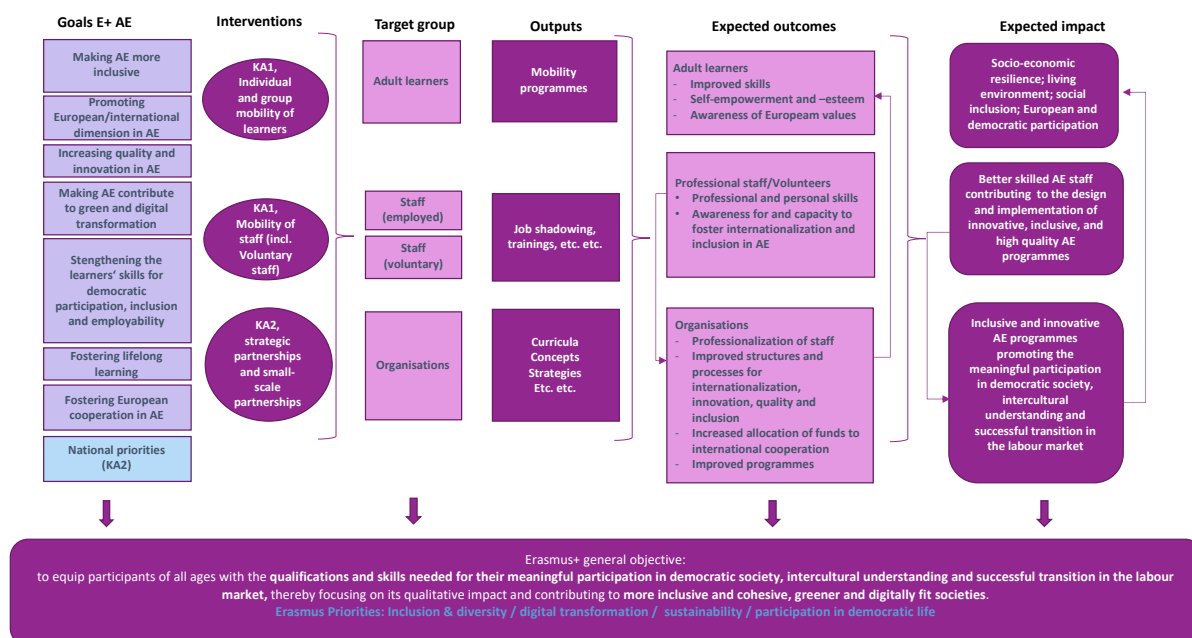 Goals E+ AE
Interventions
Target group
Outputs
Expected outcomes
Expected impact
Making AE more
inclusive
Promoting
European/international
dimension in AE
Increasing quality and
innovation in AE
Making AE contribute
to green and digital
transformation
Stengthening the
learners' skills for
democratic
participation, inclusion
and employability
Fostering lifelong
learning
Fostering European
cooperation in AE
National priorities
(KA2)
KA1,
Individual
and group
mobility of
learners
KA1,
Mobility of
staff (incl.
Voluntary
staff)
KA2,
strategic
partnerships
and small-
scale
partnerships
Adult learners
Staff
(employed)
Staff
(voluntary)
Organisations
Mobility
programmes
Job shadowing,
trainings, etc. etc.
Curricula
Concepts
Strategies
Etc. etc.
Adult learners
- Improved skills
- Self-empowerment and –esteem
- Awareness of Europeam values
Professional staff/Volunteers
• Professional and personal skills
• Awareness for and capacity to
foster internationalization and
inclusion in AE
Organisations
- Professionalization of staff
- Improved structures and
processes for
internationalization,
innovation, quality and
inclusion
- Increased allocation of funds to
international cooperation
- Improved programmes
Socio-economic
resilience; living
environment; social
inclusion; European and
democratic participation
Better skilled AE staff
contributing to the design
and implementation of
innovative, inclusive, and
high quality AE
programmes
Inclusive and innovative
AE programmes
promoting the
meaningful participation
in democratic society,
intercultural
understanding and
successful transition in
the labour market
Erasmus+ general objective:
to equip participants of all ages with the qualifications and skills needed for their meaningful participation in democratic society, intercultural understanding and successful transition in the labour
market, thereby focusing on its qualitative impact and contributing to more inclusive and cohesive, greener and digitally fit societies.
Erasmus Priorities: Inclusion & diversity / digital transformation / sustainability / participation in democratic life